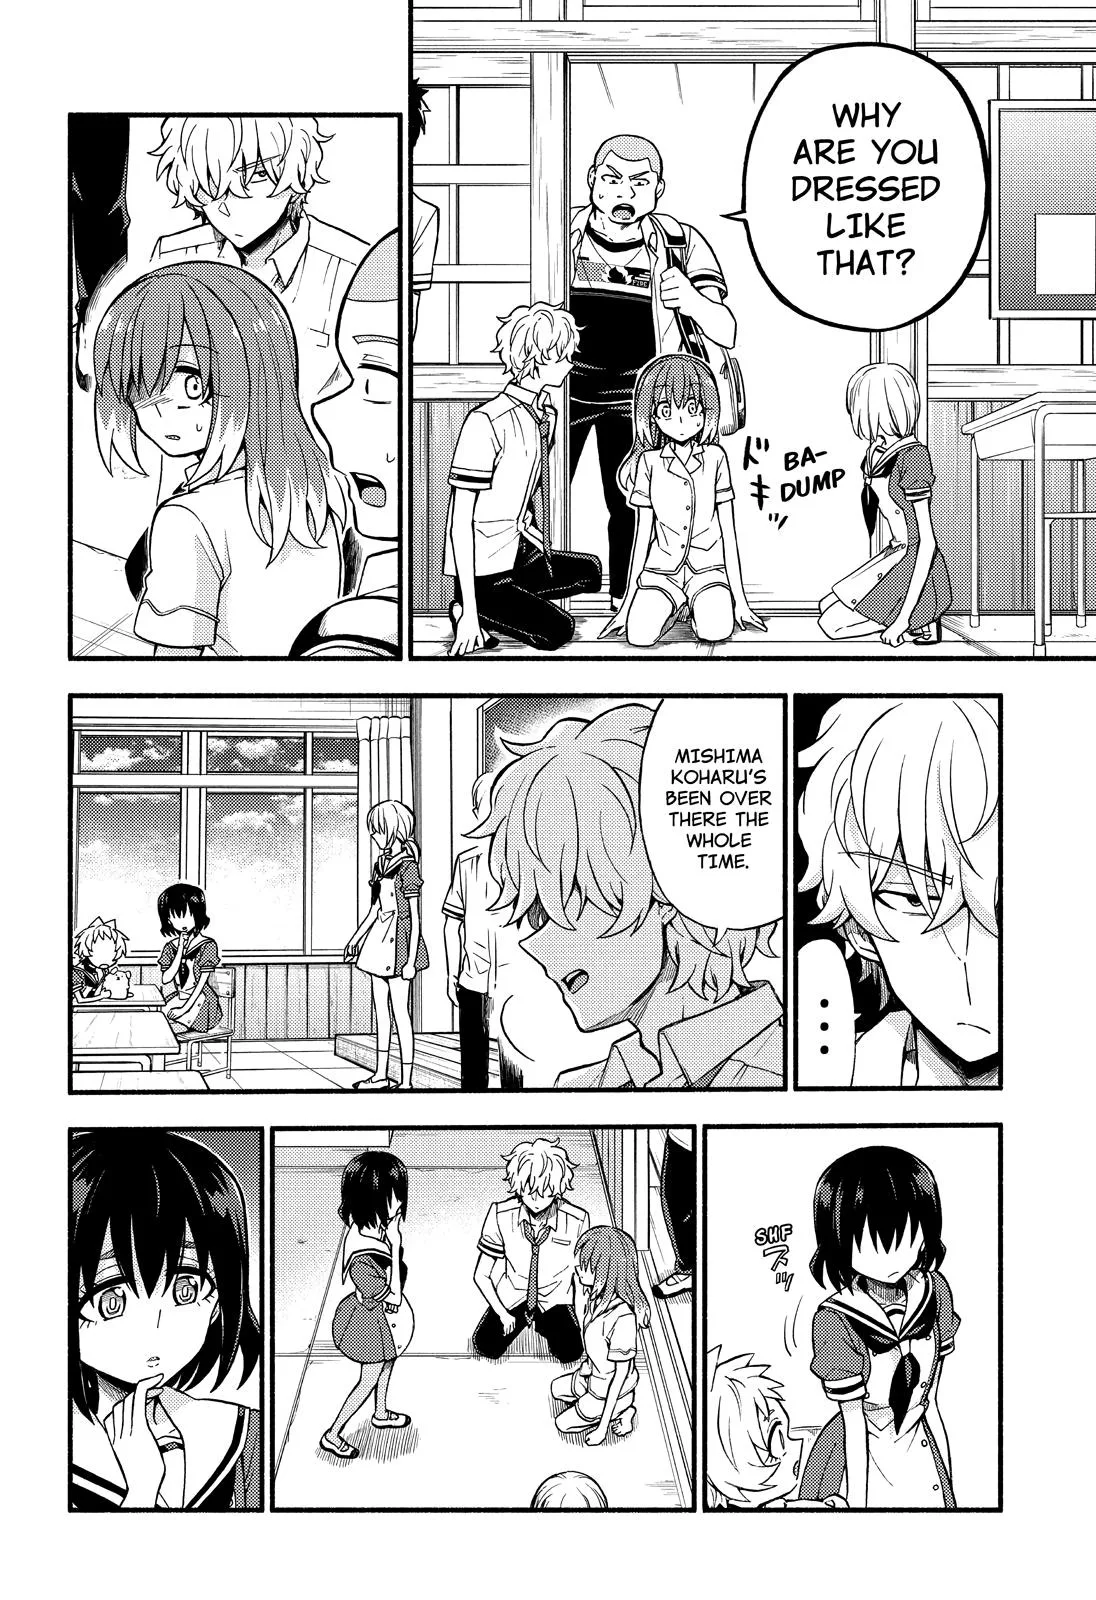 WHY
ARE YOU
DRESSED
LIKE
THAT?
FIRE
BA-
DUMP
ドキッ
...
MISHIMA
KOHARU'S
BEEN OVER
THERE THE
WHOLE
TIME.
SHF
スッ